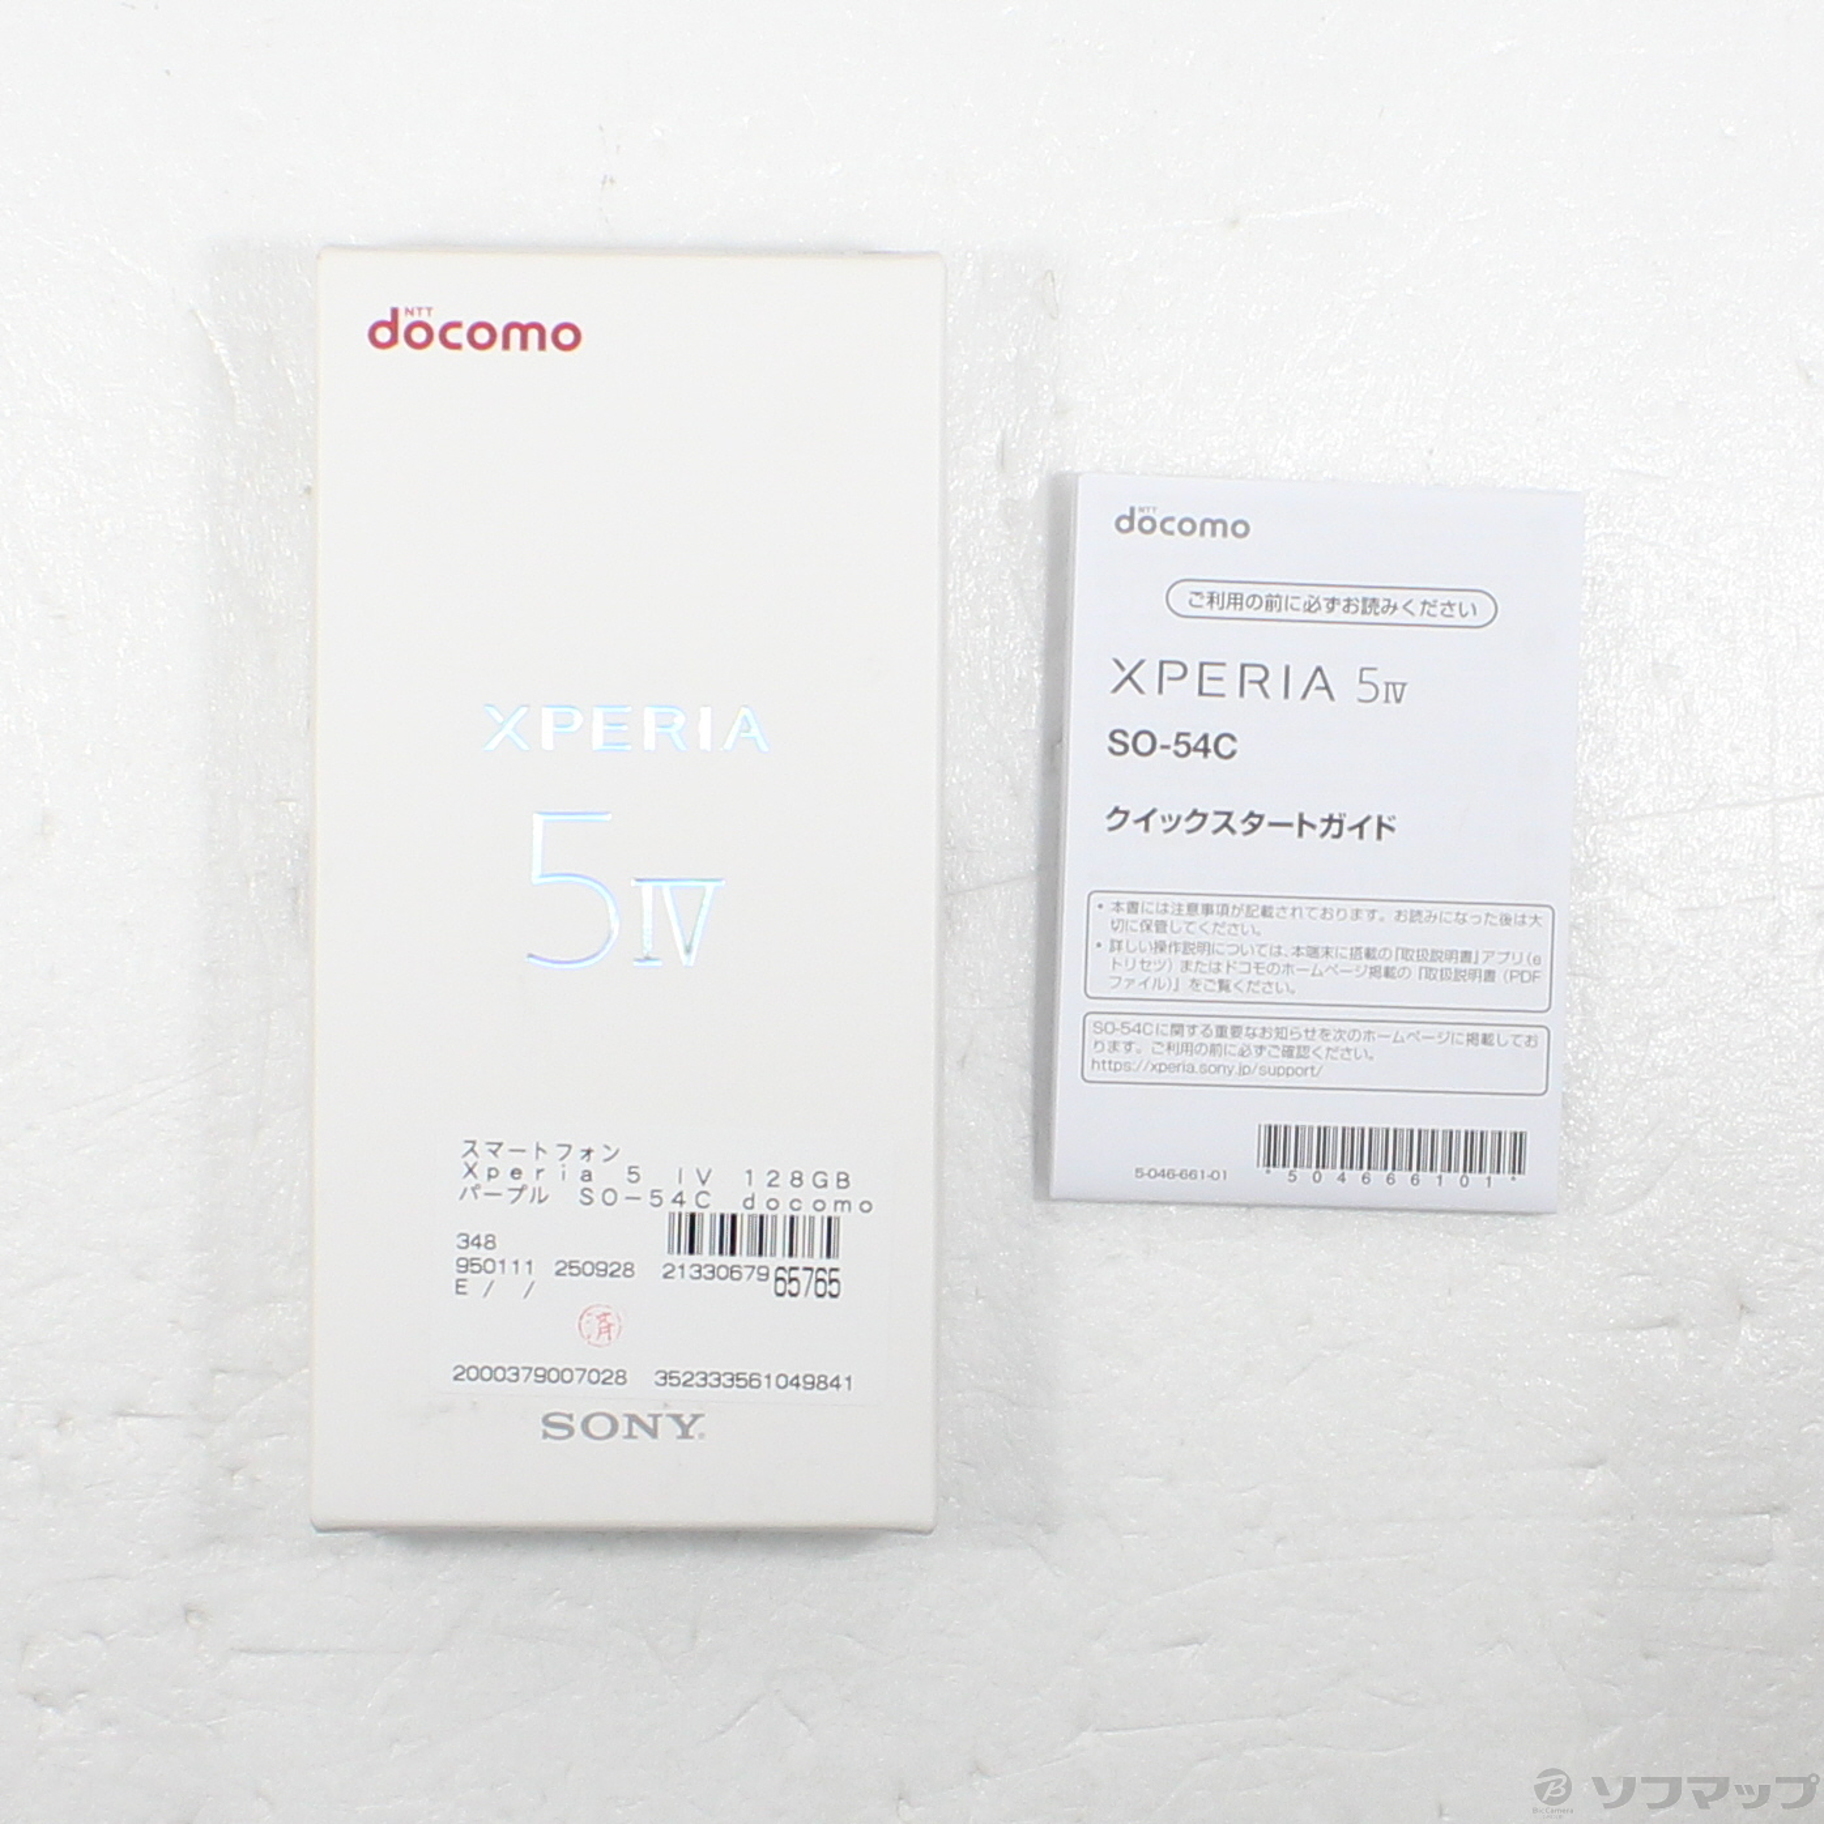 NTT
docomo
XPERIA
5IV
スマートフォン
Xperia 5 IV 128GB
パープル SO-54C docomo
348
950111 250928 2133067965765
E / /
済
2000379007028 352333561049841
SONY
NTT
docomo
ご利用の前に必ずお読みください
XPERIA 5IV
SO-54C
クイックスタートガイド
• 本書には注意事項が記載されております。お読みになった後は大
切に保管してください。
• 詳しい操作説明については、本端末に搭載の「取扱説明書」アプリ(e
トリセツ)またはドコモのホームページ掲載の「取扱説明書(PDF
ファイル)」をご覧ください。
SO-54Cに関する重要なお知らせを次のホームページに掲載してお
ります。ご利用の前に必ずご確認ください。
https://xperia.sony.jp/support/
5-046-661-01
*504666101*
BicCamera
ソフマップ